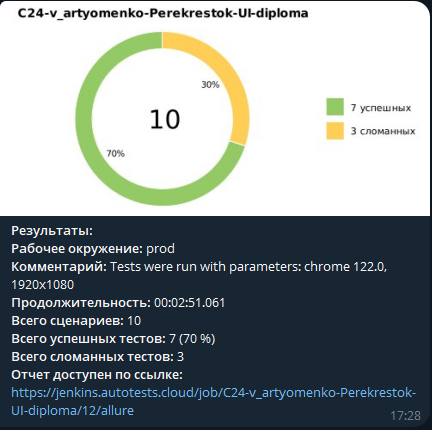 C24-v_artyomenko-Perekrestok-UI-diploma
30%
7 успешных
10
3 сломанных
70%
Результаты:
Рабочее окружение: prod
Комментарий: Tests were run with parameters: chrome 122.0,
1920x1080
Продолжительность: 00:02:51.061
Всего сценариев: 10
Всего успешных тестов: 7 (70 %)
Всего сломанных тестов: 3
Отчет доступен по ссылке:
https://jenkins.autotests.cloud/job/C24-v_artyomenko-Perekrestok-
UI-diploma/12/allure
17:28